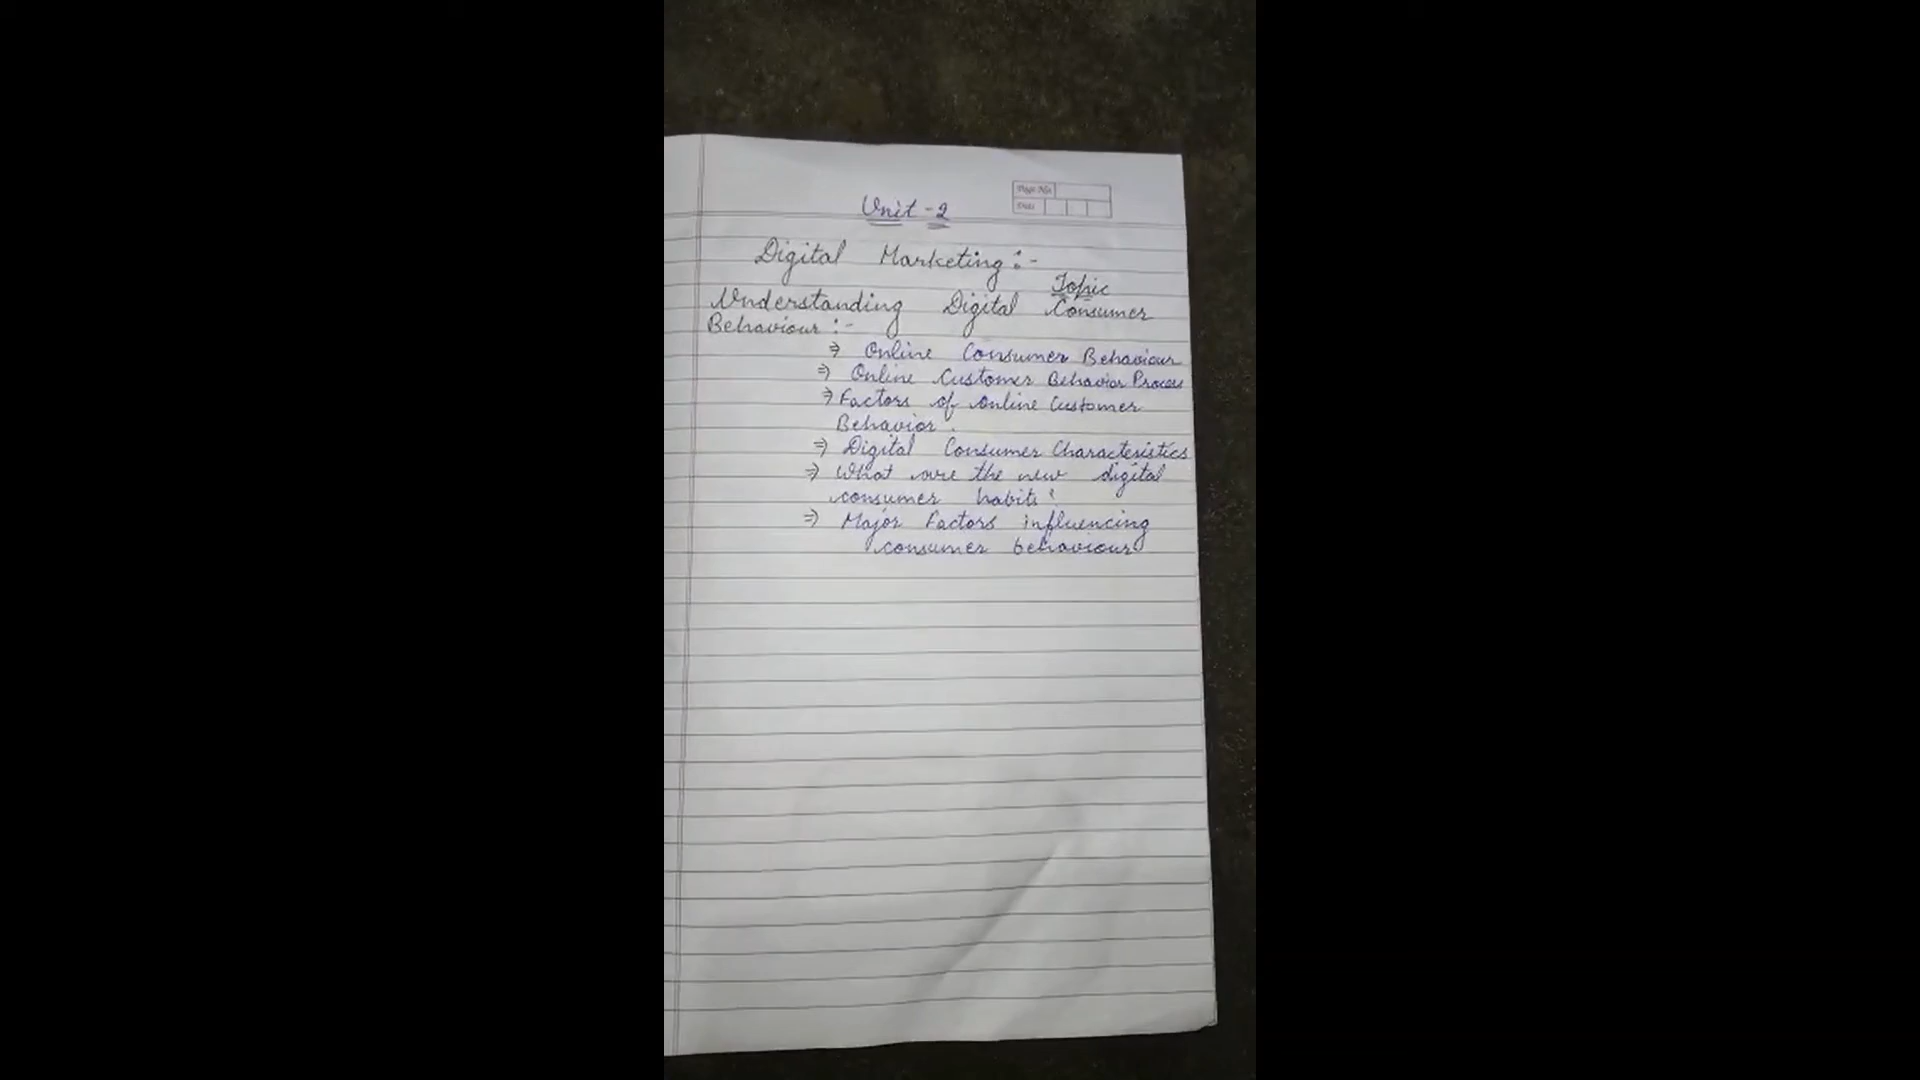 Page No
Date
Unit - 2
Digital Marketing :-
Topic
Understanding Digital Consumer
Behaviour :-
⇒ Online Consumer Behaviour
⇒ Online Customer Behavior Process
⇒ Factors of online Customer
Behavior.
⇒ Digital Consumer Characteristics
⇒ What are the new digital
consumer habits?
⇒ Major Factors influencing
consumer behaviour